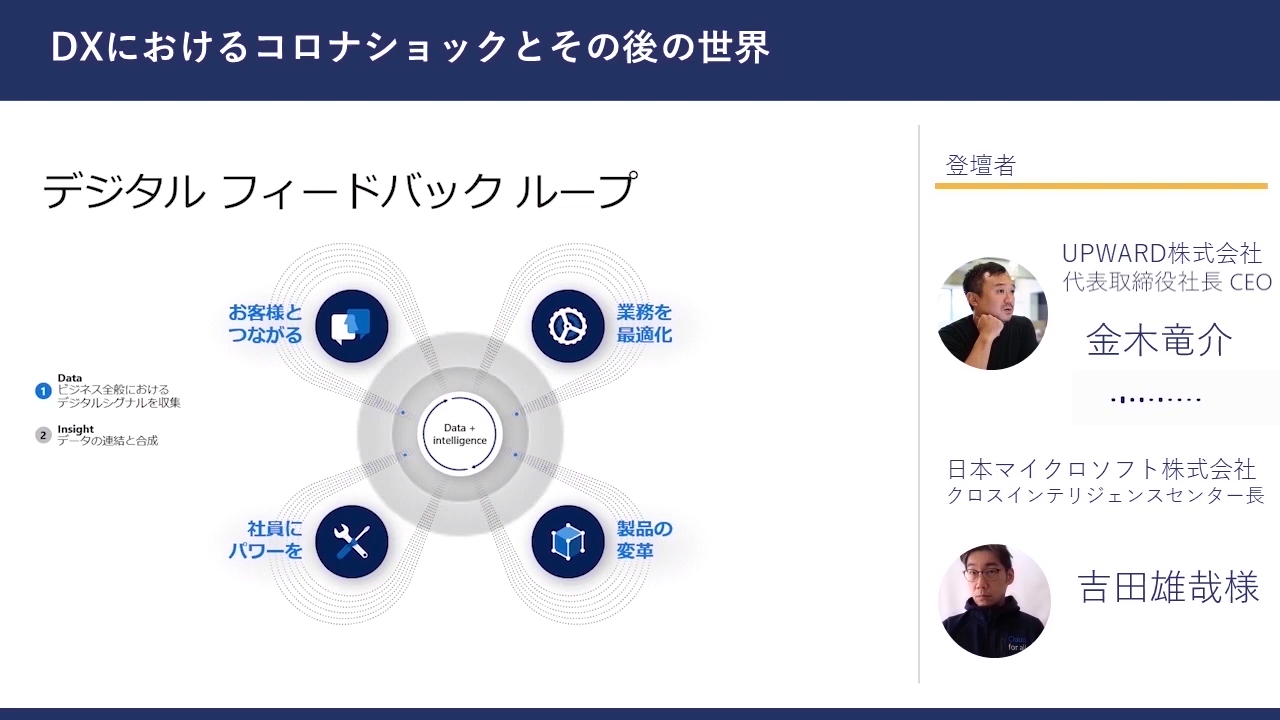 DXにおけるコロナショックとその後の世界
デジタル フィードバック ループ
お客様と
つながる
業務を
最適化
1 Data
ビジネス全般における
デジタルシグナルを収集
2 Insight
データの連結と合成
Data +
intelligence
社員に
パワーを
製品の
変革
登壇者
UPWARD株式会社
代表取締役社長 CEO
金木竜介
日本マイクロソフト株式会社
クロスインテリジェンスセンター長
吉田雄哉様
Cloud
for all